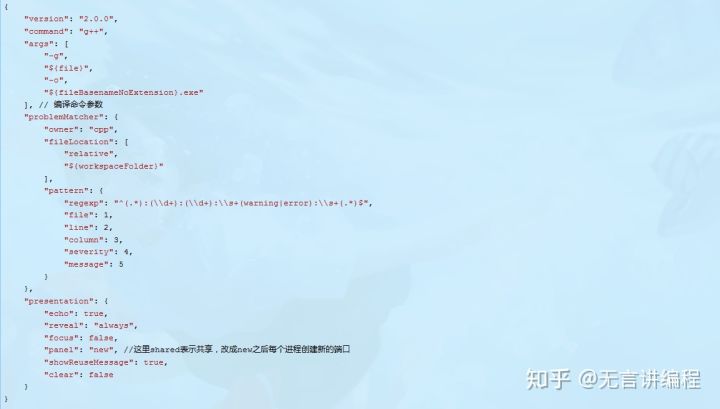 {
    "version": "2.0.0",
    "command": "g++",
    "args": [
        "-g",
        "${file}",
        "-o",
        "${fileBasenameNoExtension}.exe"
    ], // 编译命令参数
    "problemMatcher": {
        "owner": "cpp",
        "fileLocation": [
            "relative",
            "${workspaceFolder}"
        ],
        "pattern": {
            "regexp": "^(.*):(\\d+):(\\d+):\\s+(warning|error):\\s+(.*)$",
            "file": 1,
            "line": 2,
            "column": 3,
            "severity": 4,
            "message": 5
        }
    },
    "presentation": {
        "echo": true,
        "reveal": "always",
        "focus": false,
        "panel": "new", //这里shared表示共享，改成new之后每个进程创建新的端口
        "showReuseMessage": true,
        "clear": false
    }
}
知乎 @无言讲编程